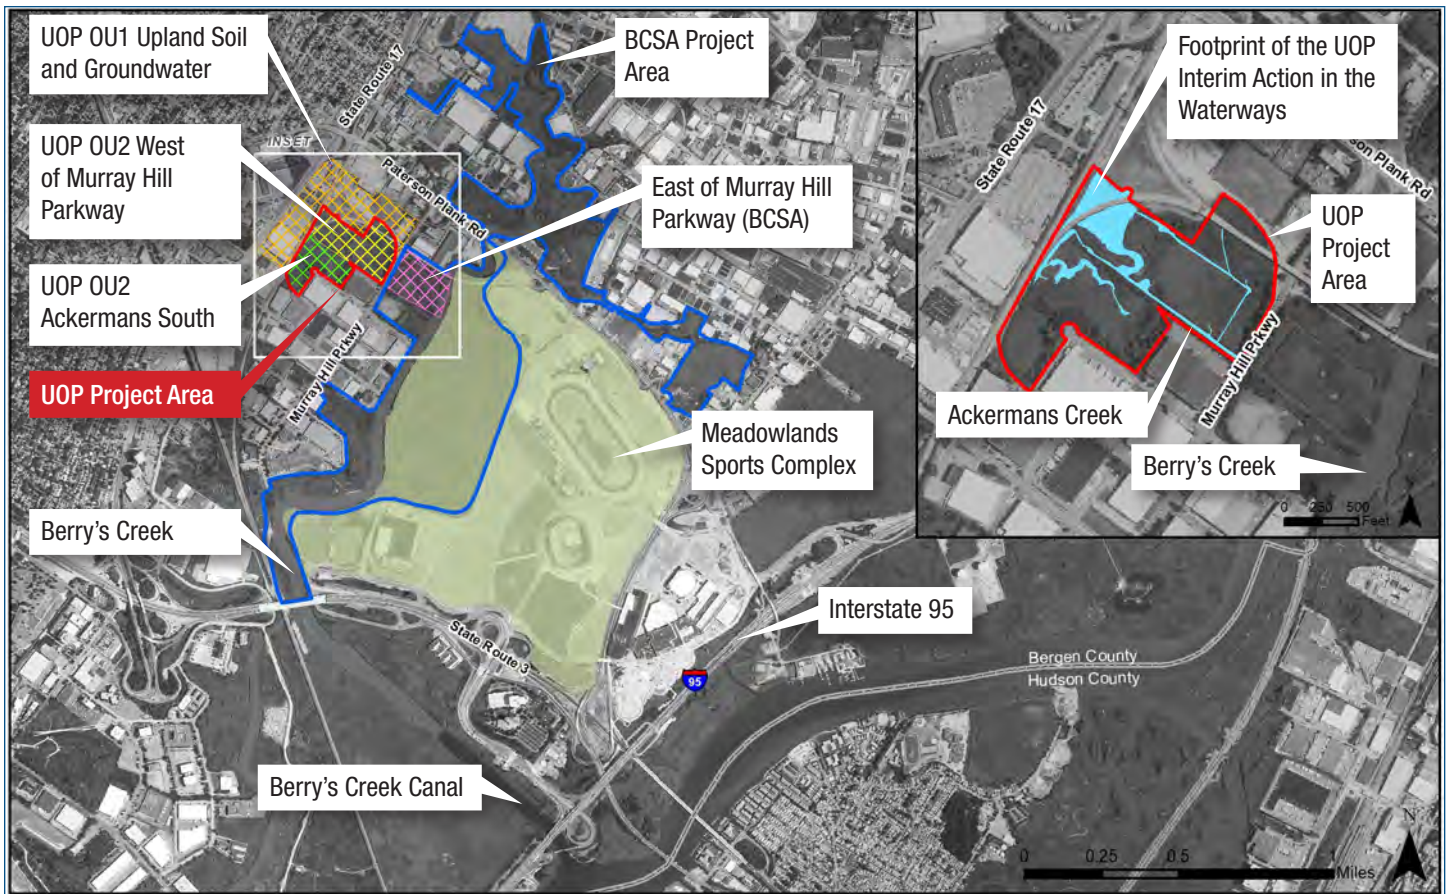 UOP OU1 Upland Soil
and Groundwater
State Route 17
BCSA Project
Area
INSET
UOP OU2 West
of Murray Hill
Parkway
Paterson Plank Rd
East of Murray Hill
Parkway (BCSA)
UOP OU2
Ackermans South
UOP Project Area
Murray Hill Prkwy
Meadowlands
Sports Complex
Berry's Creek
State Route 3
Interstate 95
95
Bergen County
Hudson County
Berry's Creek Canal
0 0.25 0.5 1
Miles
N
Footprint of the UOP
Interim Action in the
Waterways
State Route 17
son Plank Rd
UOP
Project
Area
Murray Hill Prkwy
Ackermans Creek
Berry's Creek
0 250 500
Feet